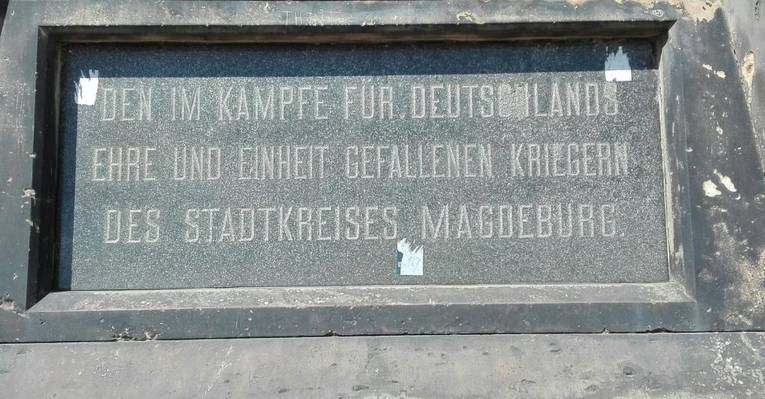 DEN IM KAMPFE FÜR DEUTSCHLANDS
EHRE UND EINHEIT GEFALLENEN KRIEGERN
DES STADTKREISES MAGDEBURG.